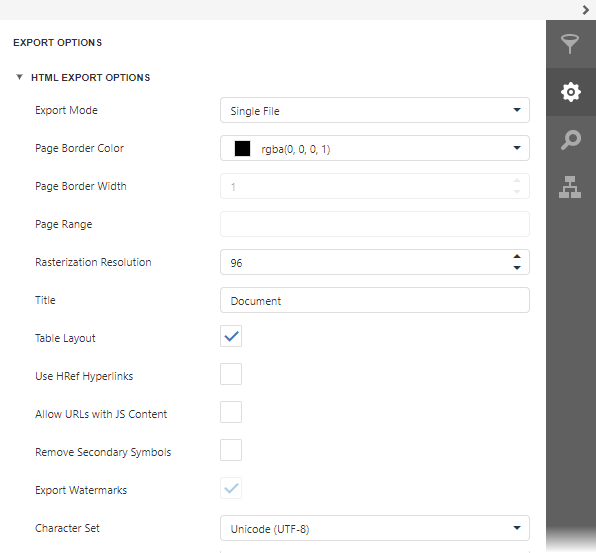 EXPORT OPTIONS
HTML EXPORT OPTIONS
Export Mode Single File
Page Border Color rgba(0, 0, 0, 1)
Page Border Width 1
Page Range
Rasterization Resolution 96
Title Document
Table Layout
Use HRef Hyperlinks
Allow URLs with JS Content
Remove Secondary Symbols
Export Watermarks
Character Set Unicode (UTF-8)